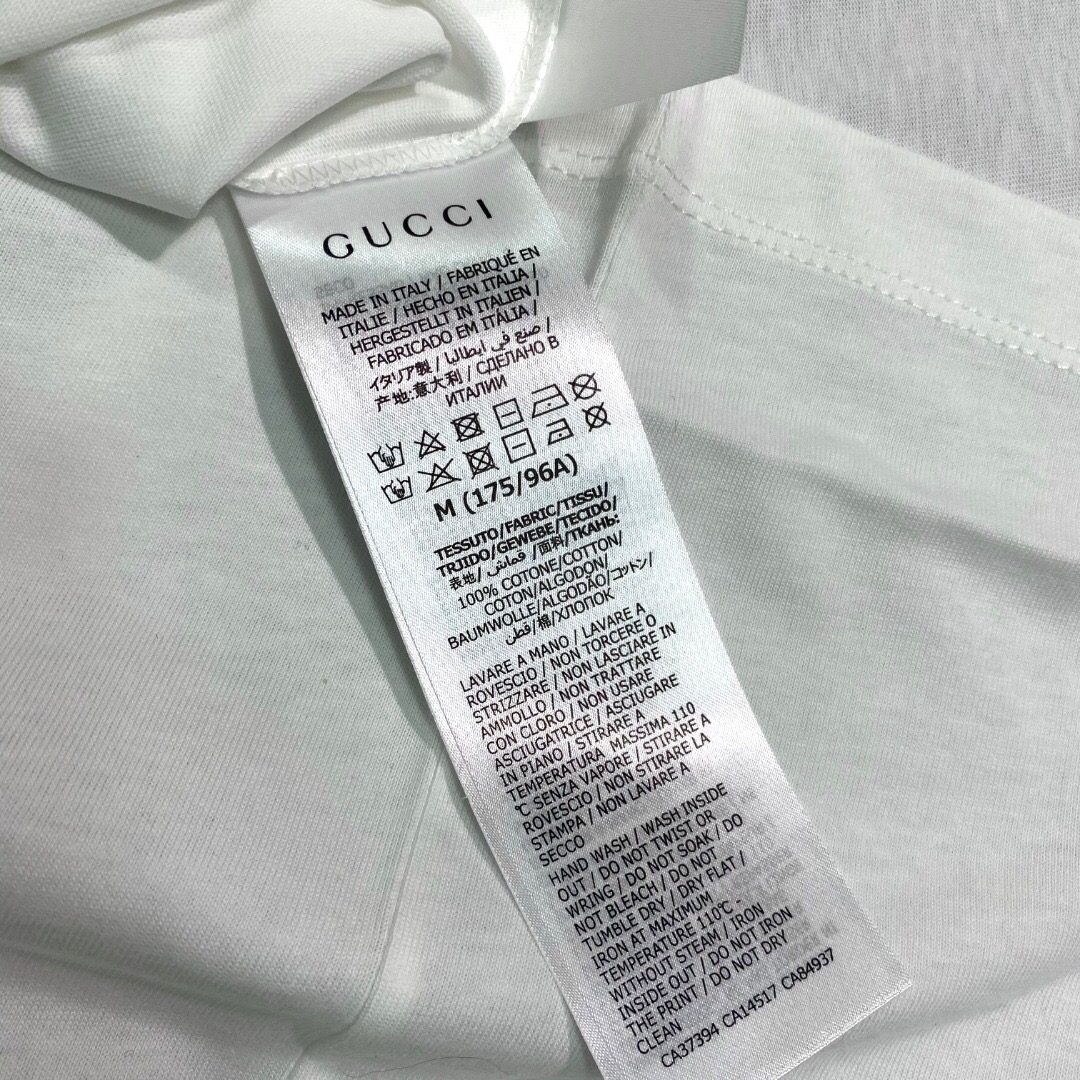 GUCCI
MADE IN ITALY / FABRIQUÉ EN
ITALIE / HECHO EN ITALIA /
HERGESTELLT IN ITALIEN /
FABRICADO EM ITÁLIA /
イタリア製 / صنع في ايطاليا /
产地:意大利 / СДЕЛАНО В
ИТАЛИИ
M (175/96A)
TESSUTO/FABRIC/TISSU/
TRJIDO/GEWEBE/TECIDO/
表地/ قماش /面料/ТКАНЬ:
100% COTONE/COTTON/
COTON/ALGODÓN/
BAUMWOLLE/ALGODÃO/コットン/
قطن/棉/ХЛОПОК
LAVARE A MANO / LAVARE A
ROVESCIO / NON TORCERE O
STRIZZARE / NON LASCIARE IN
AMMOLLO / NON TRATTARE
CON CLORO / NON USARE
ASCIUGATRICE / ASCIUGARE
IN PIANO / STIRARE A
TEMPERATURA MASSIMA 110
°C SENZA VAPORE / STIRARE A
ROVESCIO / NON STIRARE LA
STAMPA / NON LAVARE A
SECCO
HAND WASH / WASH INSIDE
OUT / DO NOT TWIST OR
WRING / DO NOT SOAK / DO
NOT BLEACH / DO NOT
TUMBLE DRY / DRY FLAT /
IRON AT MAXIMUM
TEMPERATURE 110°C -
WITHOUT STEAM / IRON
INSIDE OUT / DO NOT IRON
THE PRINT / DO NOT DRY
CLEAN
CA37394 CA14517 CA84937